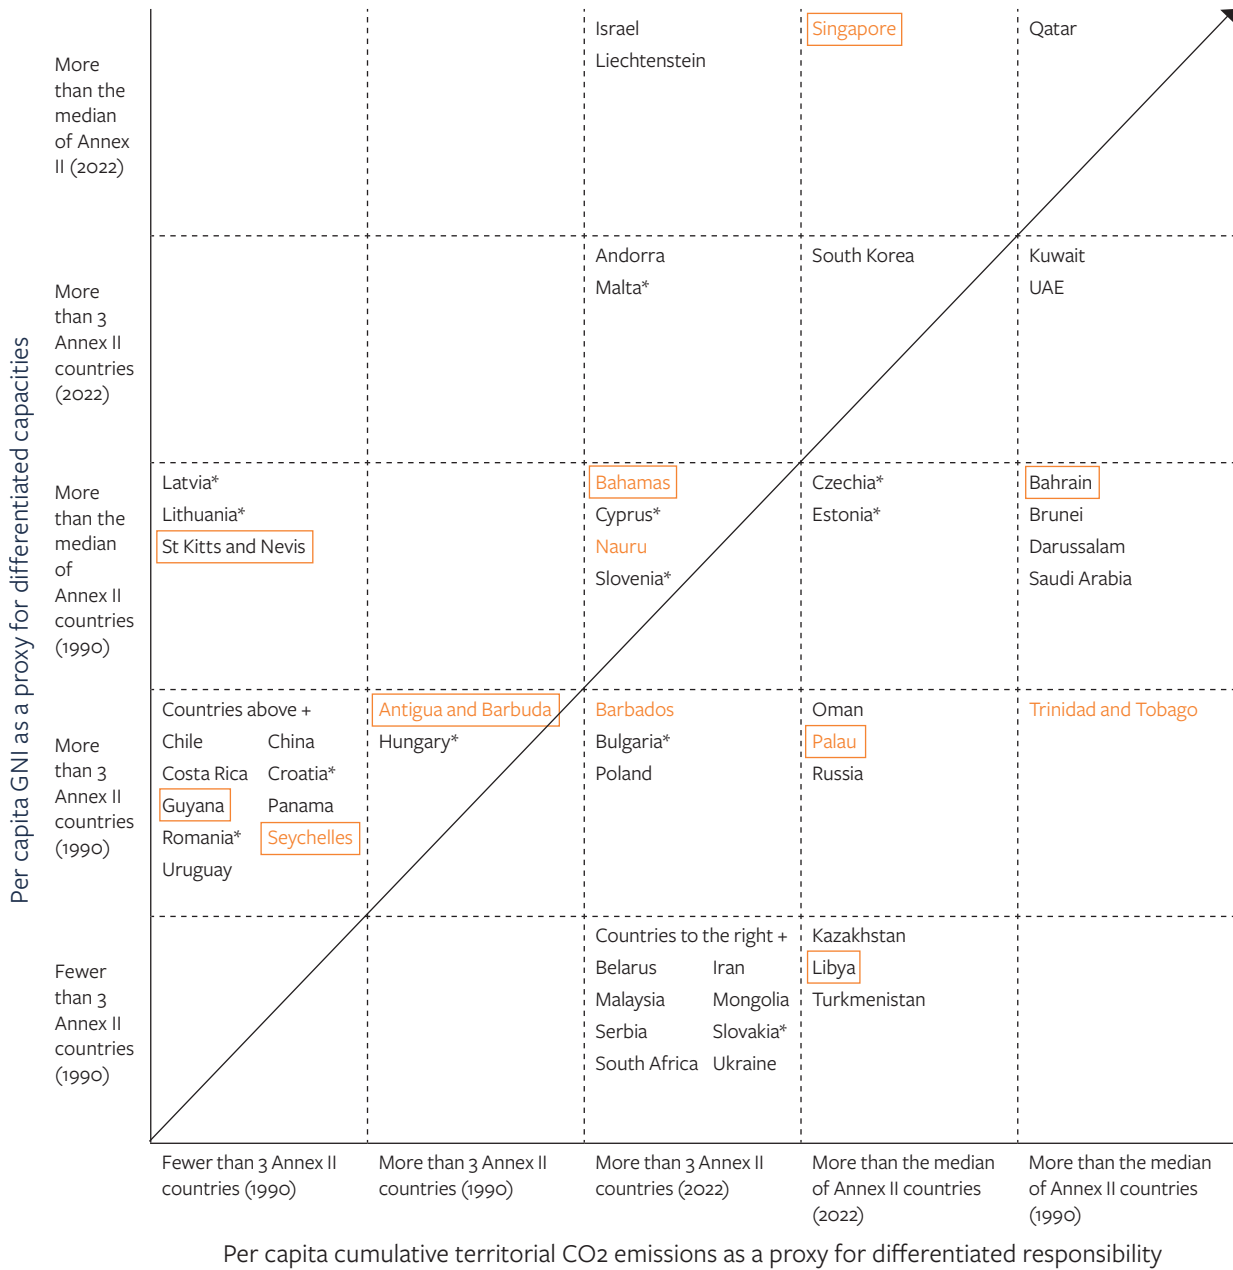 Per capita GNI as a proxy for differentiated capacities
More
than the
median
of Annex
II (2022)
Israel
Liechtenstein
Singapore
Qatar
More
than 3
Annex II
countries
(2022)
Andorra
Malta*
South Korea
Kuwait
UAE
More
than the
median
of
Annex II
countries
(1990)
Latvia*
Lithuania*
St Kitts and Nevis
Bahamas
Cyprus*
Nauru
Slovenia*
Czechia*
Estonia*
Bahrain
Brunei
Darussalam
Saudi Arabia
More
than 3
Annex II
countries
(1990)
Countries above +
Chile China
Costa Rica Croatia*
Guyana Panama
Romania* Seychelles
Uruguay
Antigua and Barbuda
Hungary*
Barbados
Bulgaria*
Poland
Oman
Palau
Russia
Trinidad and Tobago
Fewer
than 3
Annex II
countries
(1990)
Countries to the right +
Belarus Iran
Malaysia Mongolia
Serbia Slovakia*
South Africa Ukraine
Kazakhstan
Libya
Turkmenistan
Fewer than 3 Annex II
countries (1990)
More than 3 Annex II
countries (1990)
More than 3 Annex II
countries (2022)
More than the median
of Annex II countries
(2022)
More than the median
of Annex II countries
(1990)
Per capita cumulative territorial CO2 emissions as a proxy for differentiated responsibility